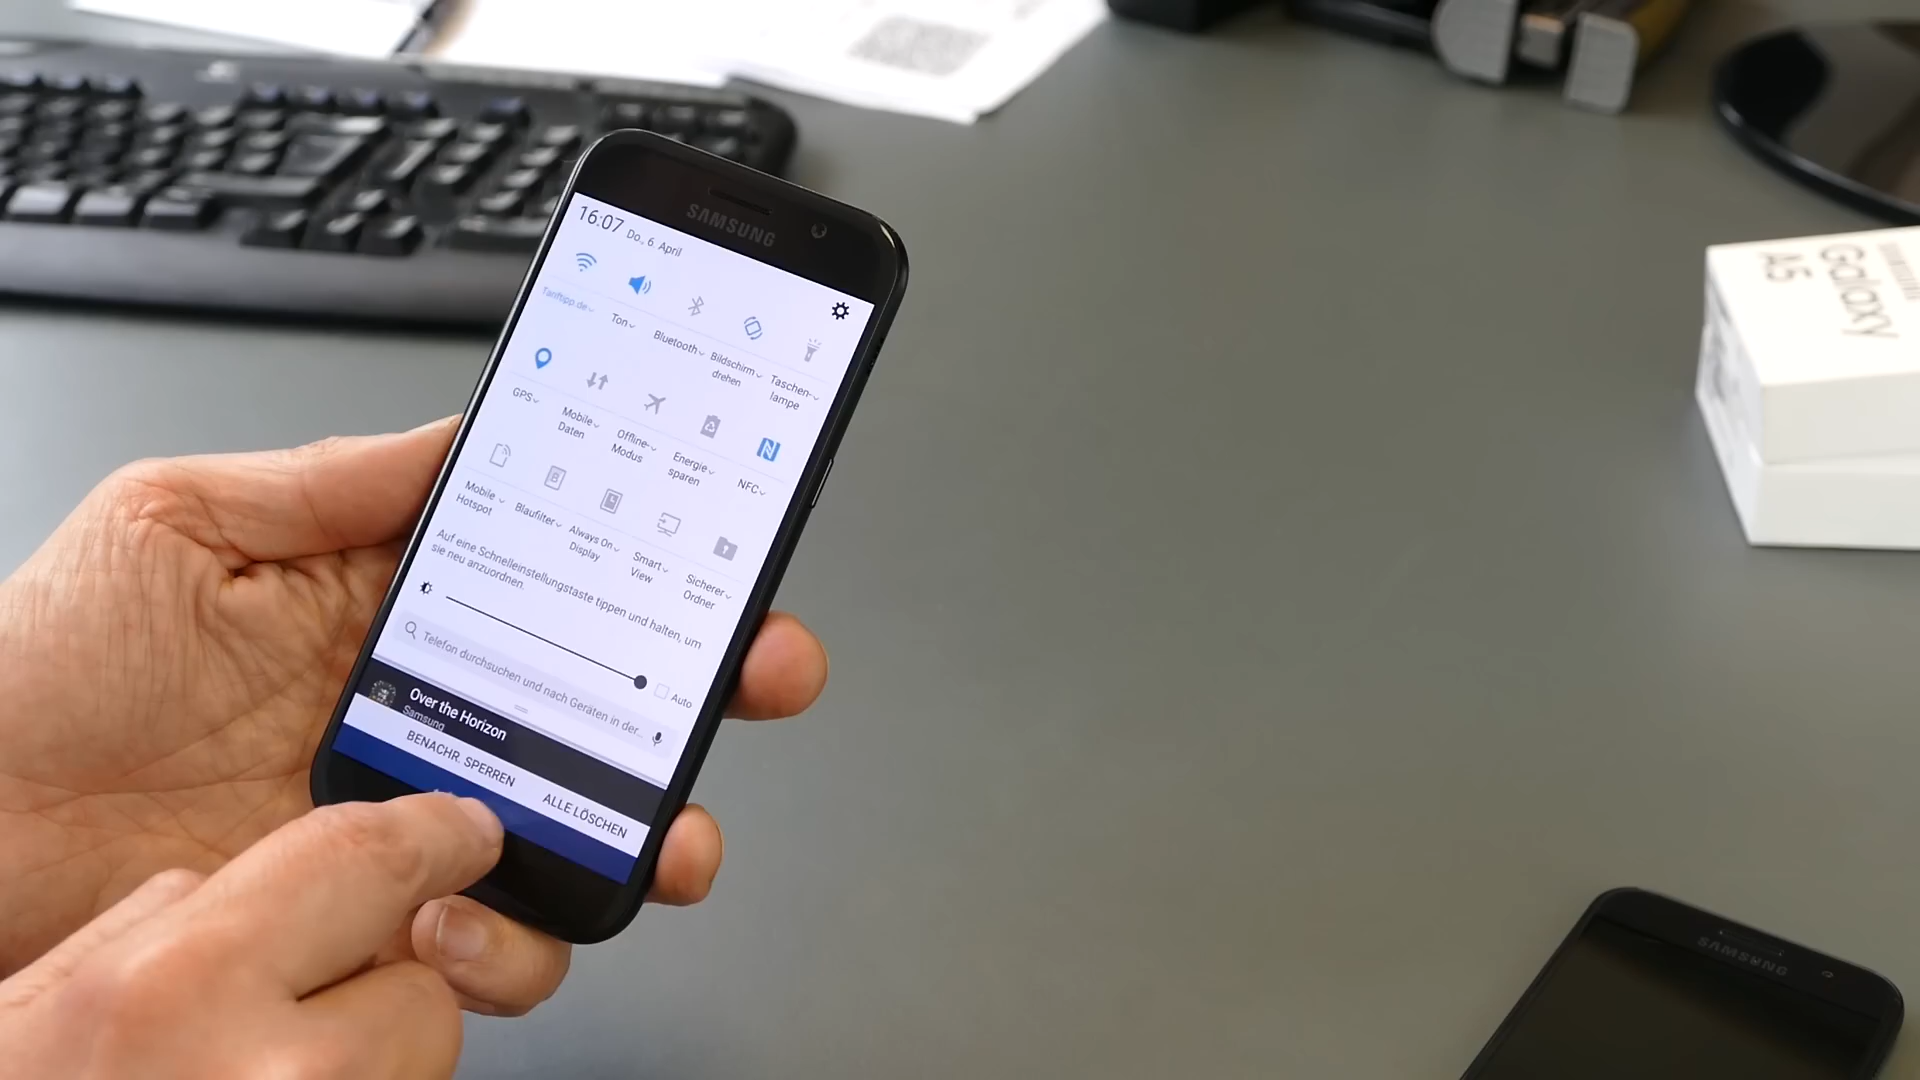 SAMSUNG
16:07 Do., 6. April
Tariftipp.de
Ton
Bluetooth
Bildschirm
drehen
Taschen-
lampe
GPS
Mobile
Daten
Offline-
Modus
Energie
sparen
NFC
Mobile
Hotspot
Blaufilter
Always On
Display
Smart
View
Sicherer
Ordner
Auf eine Schnelleinstellungstaste tippen und halten, um
sie neu anzuordnen.
Auto
Telefon durchsuchen und nach Geräten in der...
Over the Horizon
Samsung
BENACHR. SPERREN
ALLE LÖSCHEN
Galaxy
A5
SAMSUNG